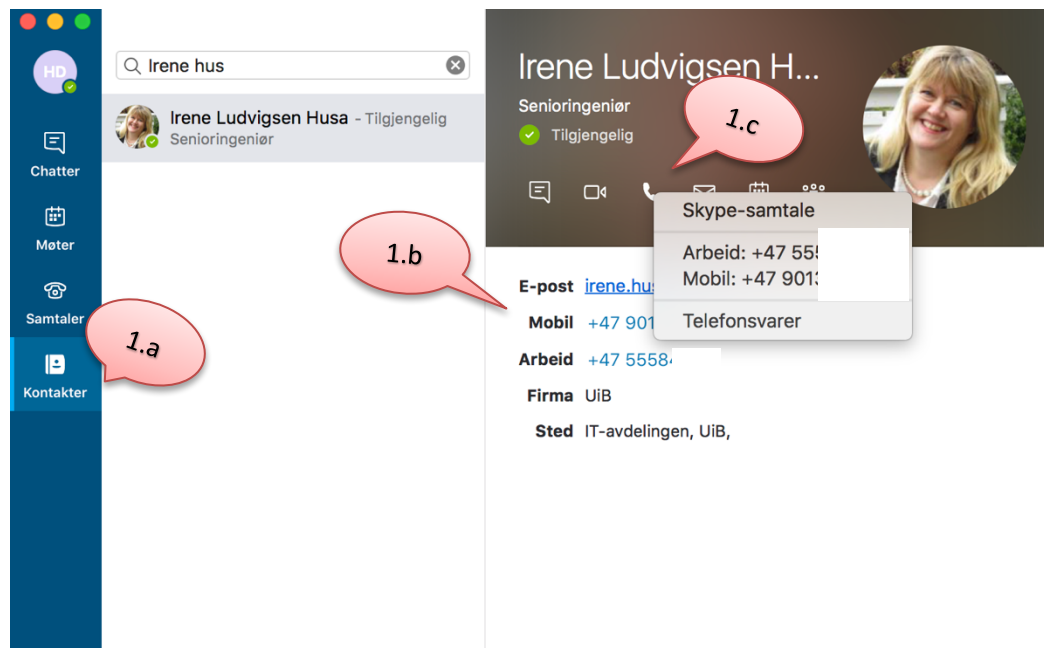 HD
Chatter
Møter
Samtaler
Kontakter
Irene hus
Irene Ludvigsen Husa - Tilgjengelig
Senioringeniør
Irene Ludvigsen H...
Senioringeniør
Tilgjengelig
1.a
1.b
1.c
Skype-samtale
Arbeid: +47 555
Mobil: +47 901
Telefonsvarer
E-post irene.hus
Mobil +47 901
Arbeid +47 5558
Firma UiB
Sted IT-avdelingen, UiB,